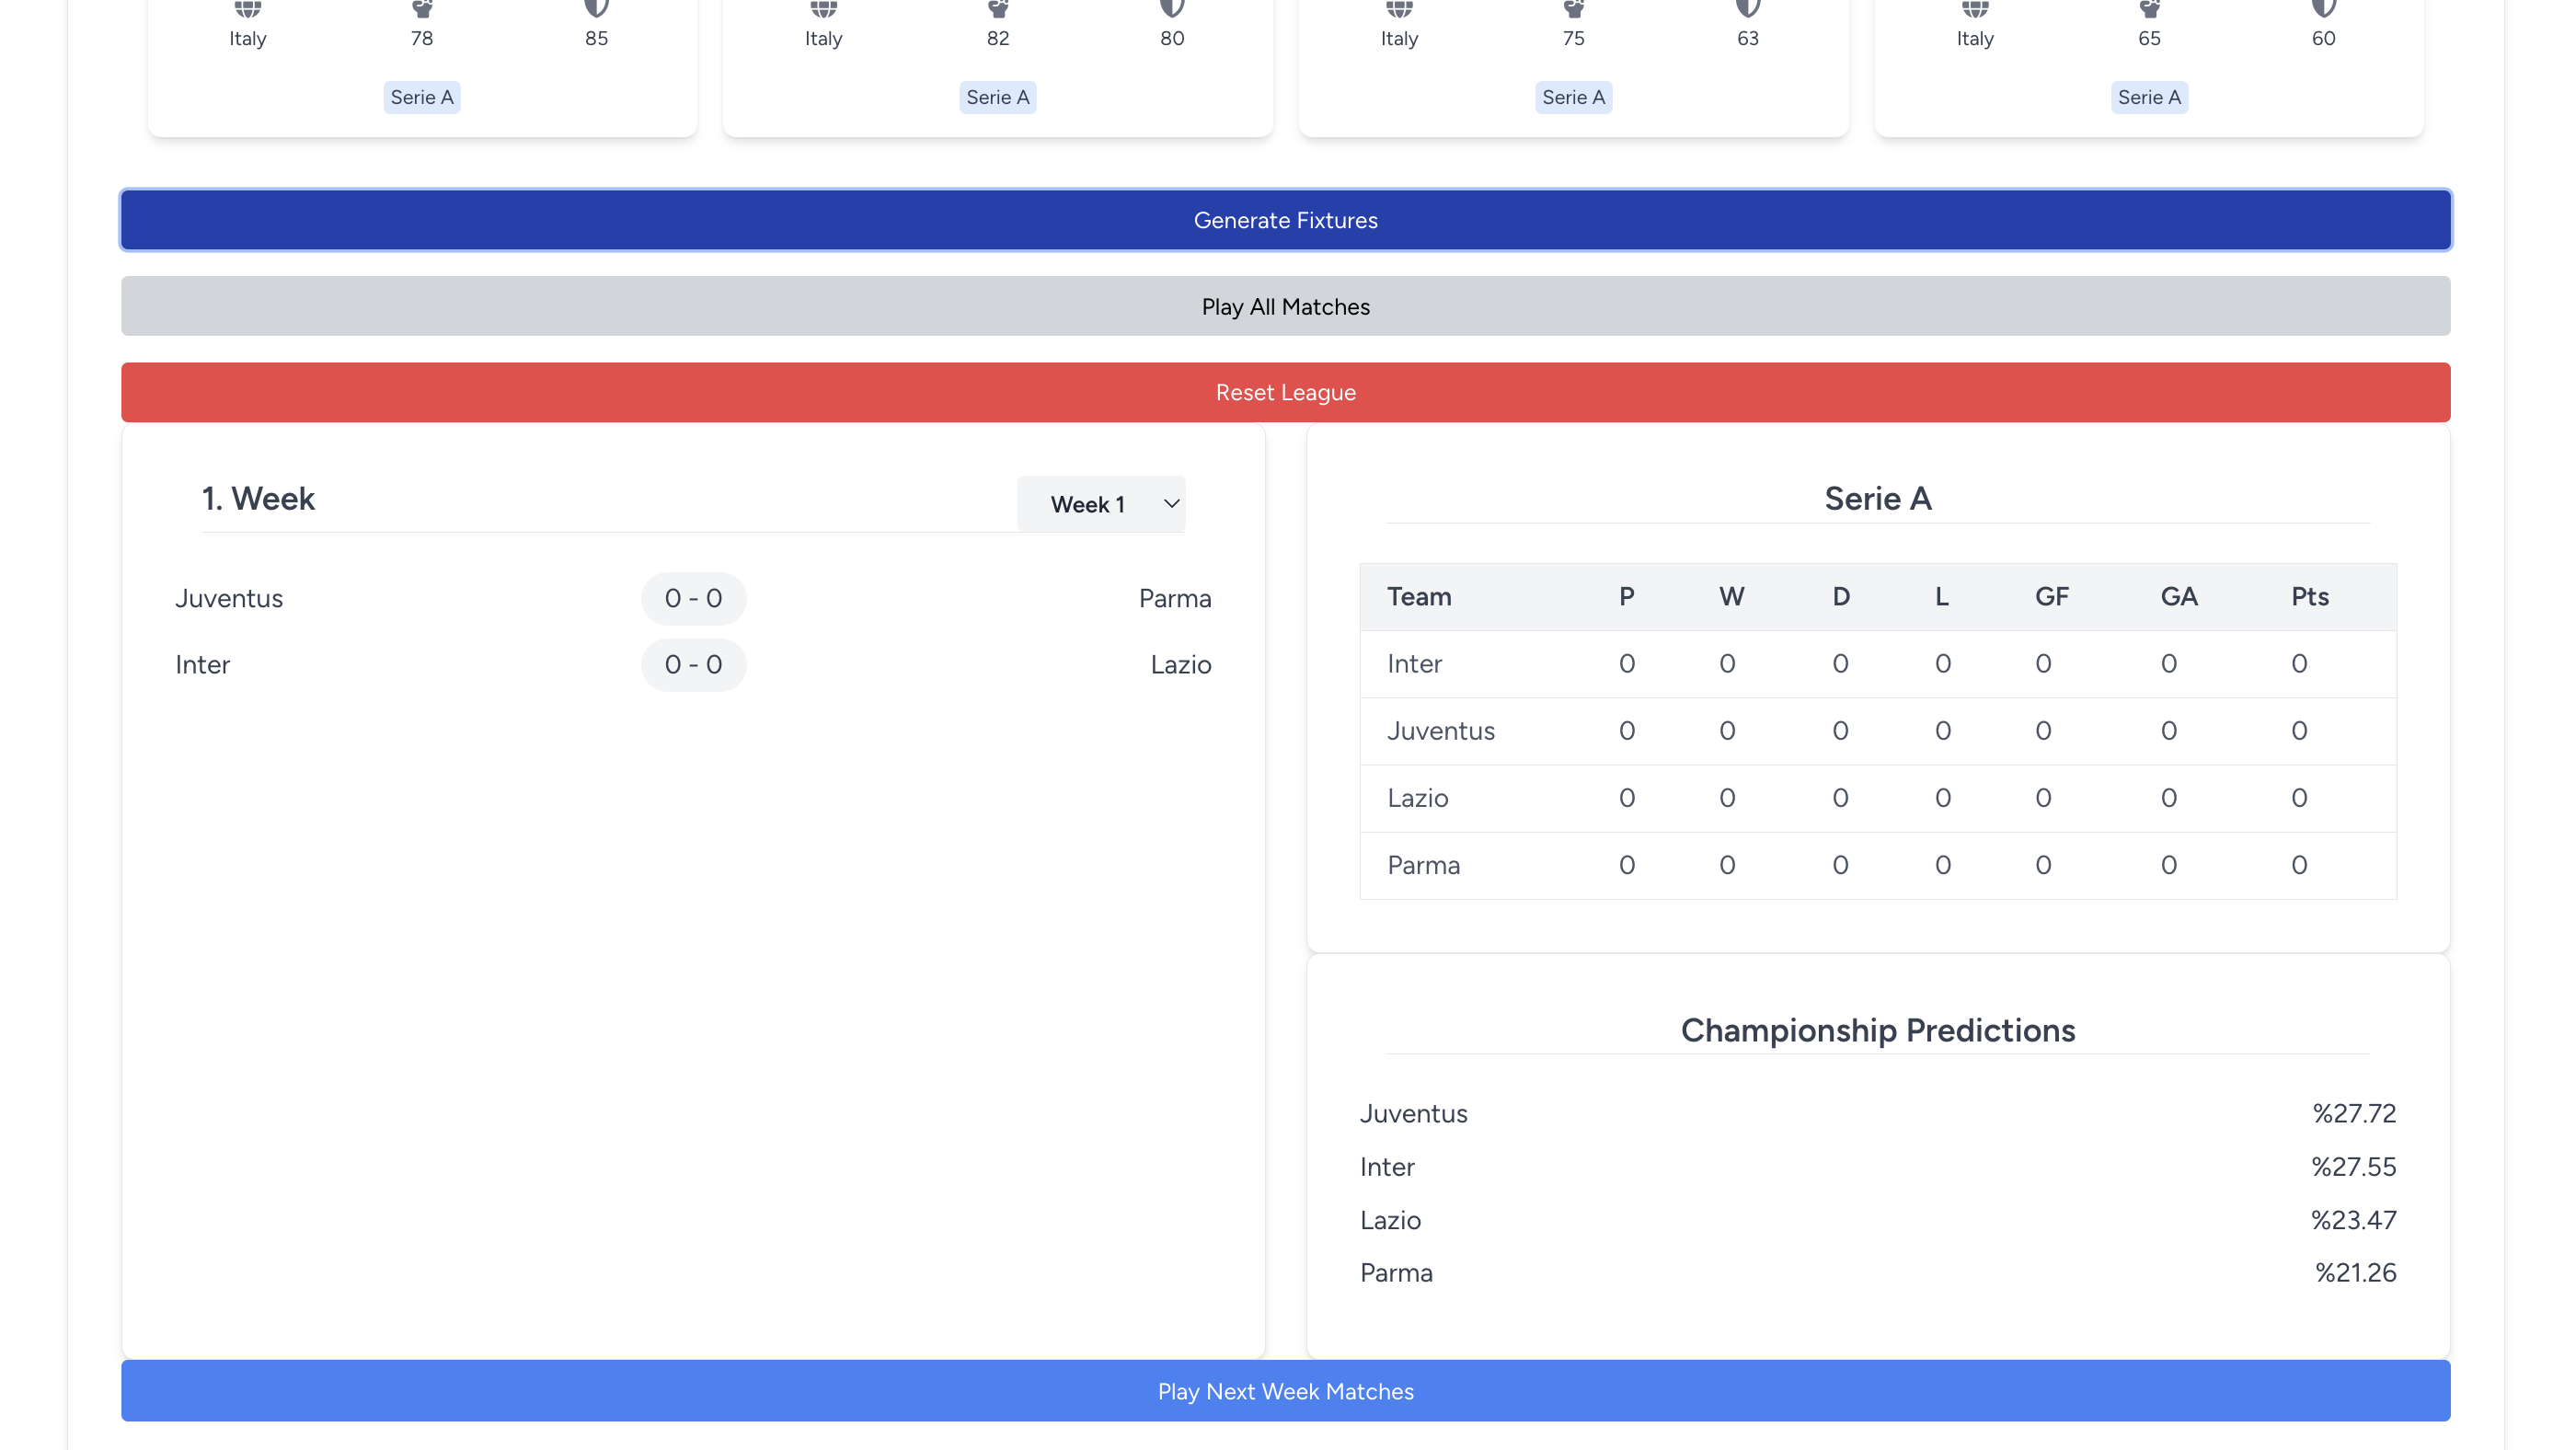 Italy 78 85 Italy 82 80 Italy 75 63 Italy 65 60
Serie A Serie A Serie A Serie A
Generate Fixtures
Play All Matches
Reset League
1. Week Week 1
Juventus 0 - 0 Parma
Inter 0 - 0 Lazio
Serie A
Team P W D L GF GA Pts
Inter 0 0 0 0 0 0 0
Juventus 0 0 0 0 0 0 0
Lazio 0 0 0 0 0 0 0
Parma 0 0 0 0 0 0 0
Championship Predictions
Juventus %27.72
Inter %27.55
Lazio %23.47
Parma %21.26
Play Next Week Matches